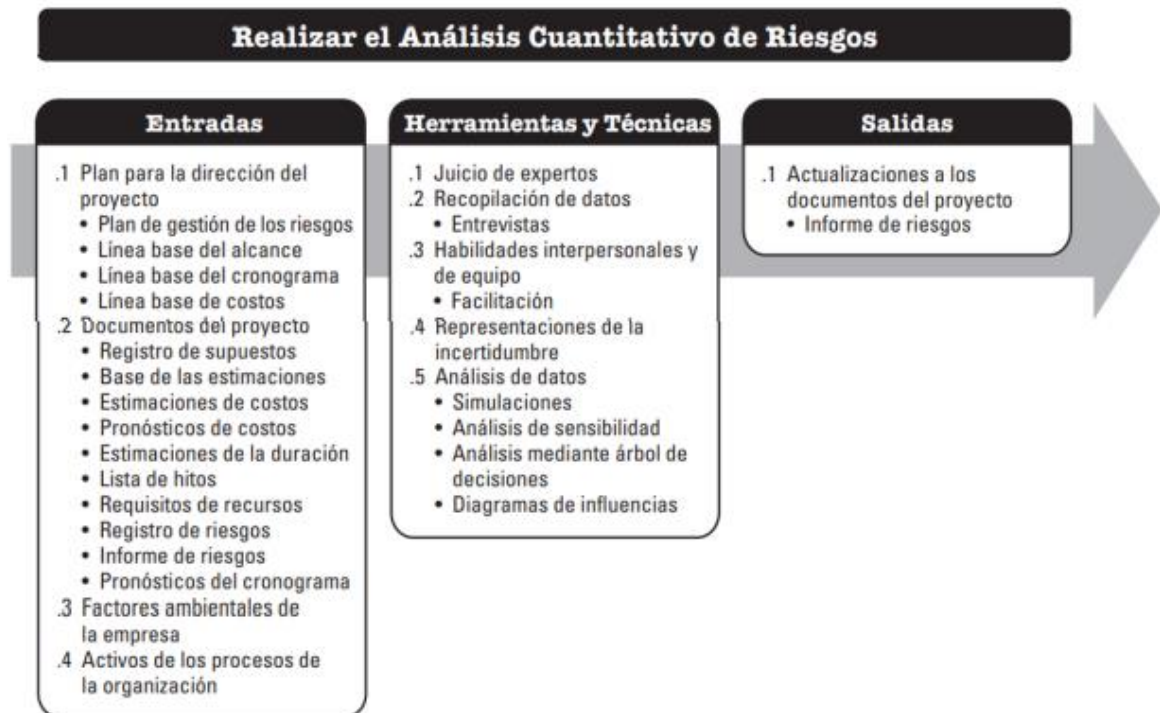 Realizar el Análisis Cuantitativo de Riesgos
Entradas
.1 Plan para la dirección del
proyecto
• Plan de gestión de los riesgos
• Línea base del alcance
• Línea base del cronograma
• Línea base de costos
.2 Documentos del proyecto
• Registro de supuestos
• Base de las estimaciones
• Estimaciones de costos
• Pronósticos de costos
• Estimaciones de la duración
• Lista de hitos
• Requisitos de recursos
• Registro de riesgos
• Informe de riesgos
• Pronósticos del cronograma
.3 Factores ambientales de
la empresa
.4 Activos de los procesos de
la organización
Herramientas y Técnicas
.1 Juicio de expertos
.2 Recopilación de datos
• Entrevistas
.3 Habilidades interpersonales y
de equipo
• Facilitación
.4 Representaciones de la
incertidumbre
.5 Análisis de datos
• Simulaciones
• Análisis de sensibilidad
• Análisis mediante árbol de
decisiones
• Diagramas de influencias
Salidas
.1 Actualizaciones a los
documentos del proyecto
• Informe de riesgos